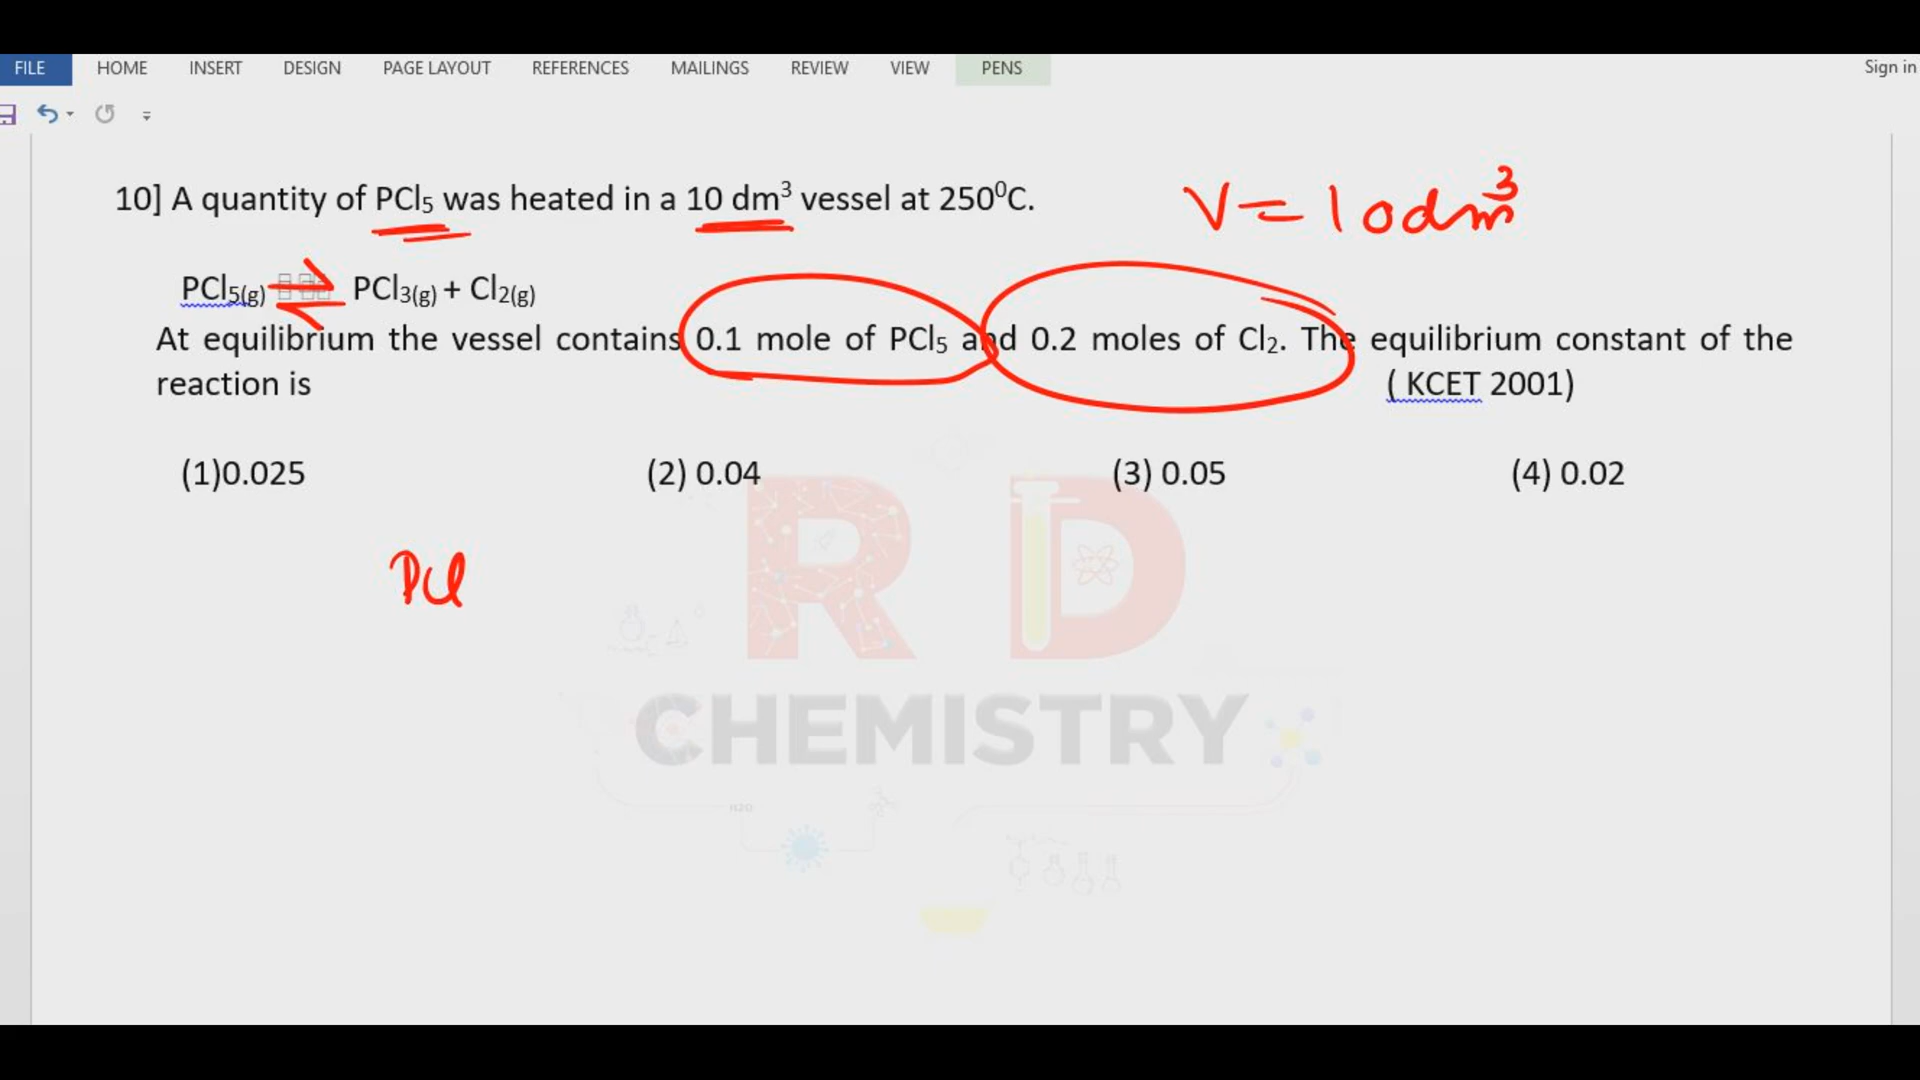 FILE HOME INSERT DESIGN PAGE LAYOUT REFERENCES MAILINGS REVIEW VIEW PENS Sign in
10] A quantity of PCl₅ was heated in a 10 dm³ vessel at 250⁰C. V = 10dm³
PCl₅(g) ⇌ PCl₃(g) + Cl₂(g)
At equilibrium the vessel contains 0.1 mole of PCl₅ and 0.2 moles of Cl₂. The equilibrium constant of the
reaction is ( KCET 2001)
(1)0.025 (2) 0.04 (3) 0.05 (4) 0.02
PCl
R D
CHEMISTRY
H2O